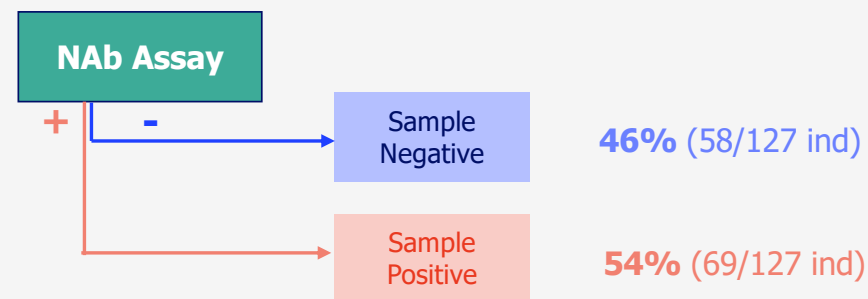 NAb Assay
+ -
Sample
Negative
46% (58/127 ind)
Sample
Positive
54% (69/127 ind)